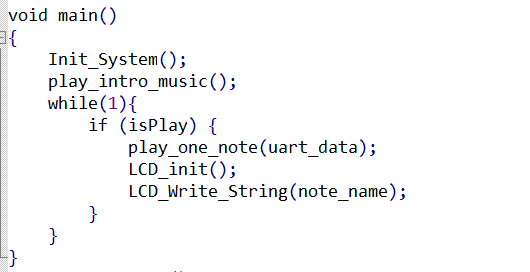 void main()
{
    Init_System();
    play_intro_music();
    while(1){
        if (isPlay) {
            play_one_note(uart_data);
            LCD_init();
            LCD_Write_String(note_name);
        }
    }
}